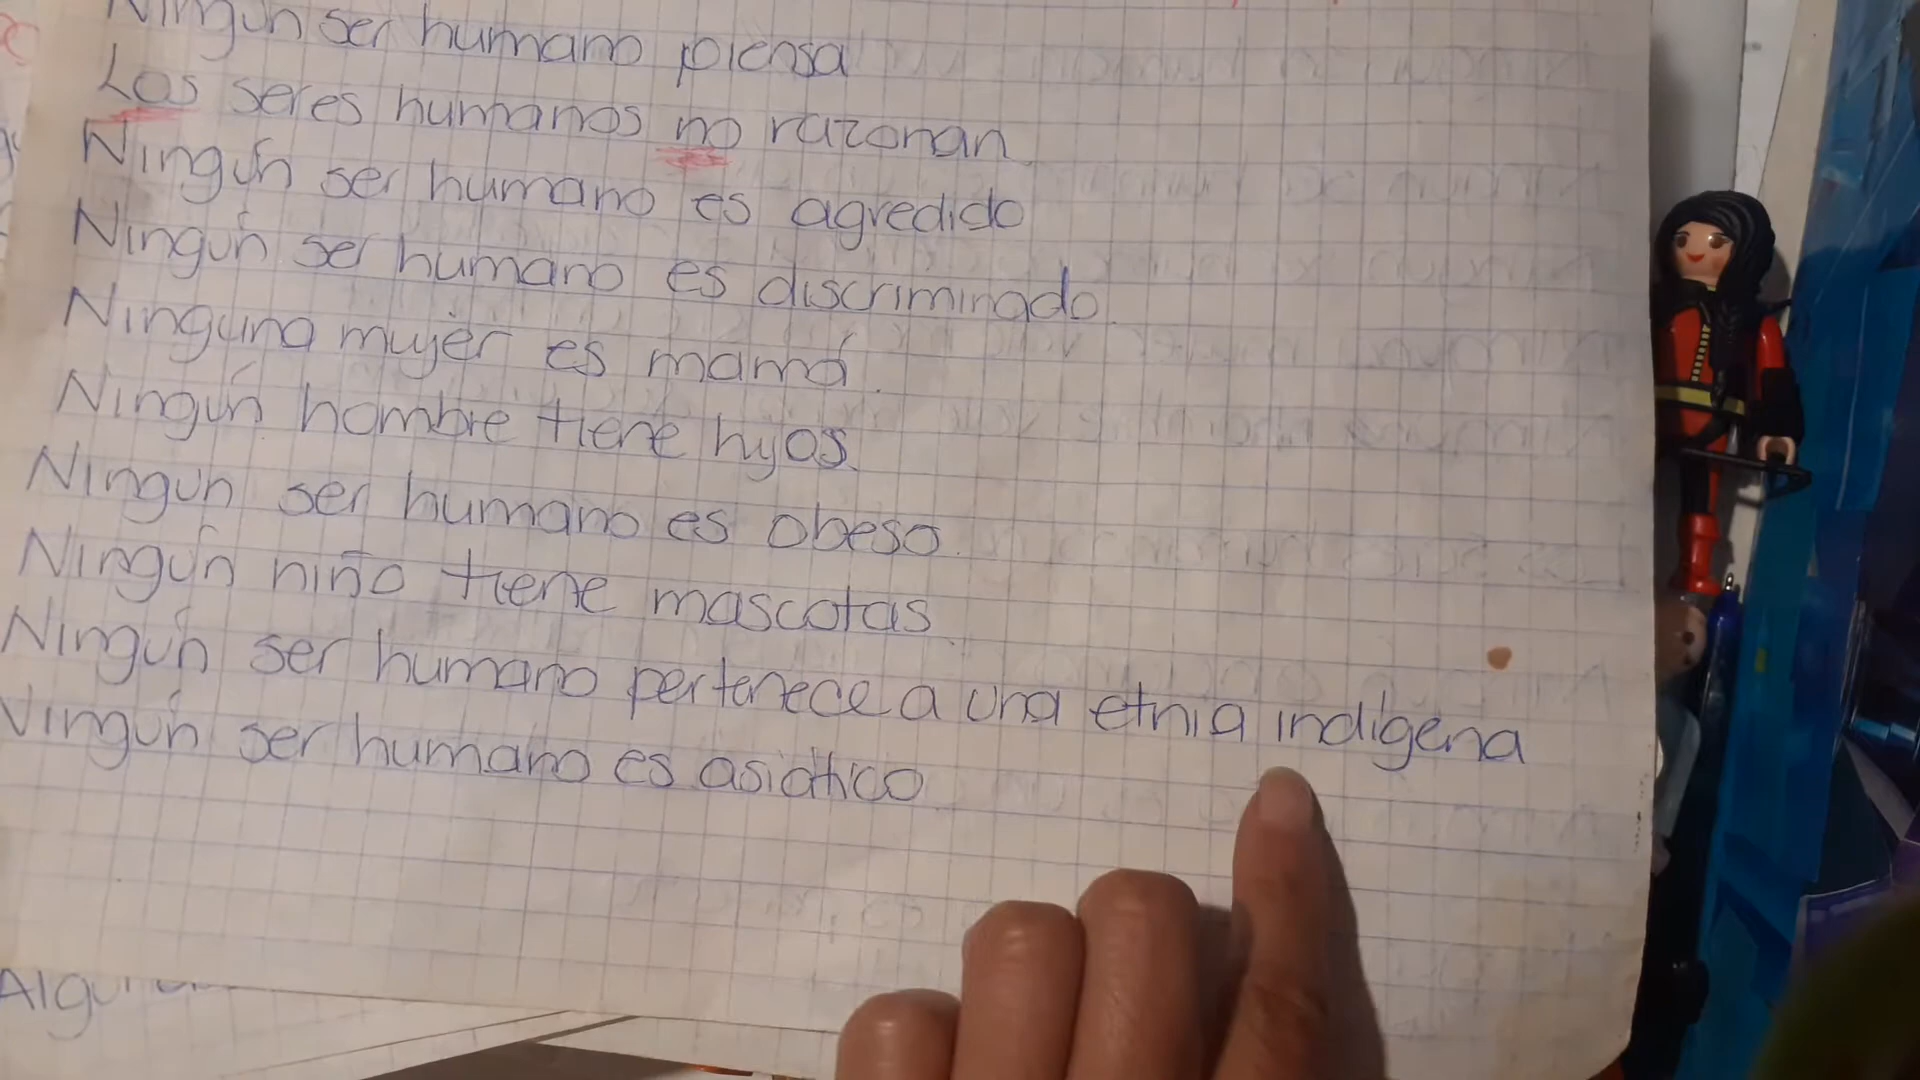 Ningún ser humano piensa
Los seres humanos no razonan
Ningún ser humano es agredido
Ningún ser humano es discriminado.
Ninguna mujer es mamá.
Ningún hombre tiene hijos.
Ningún ser humano es obeso.
Ningún niño tiene mascotas.
Ningún ser humano pertenece a una etnia indígena
Ningún ser humano es asiático